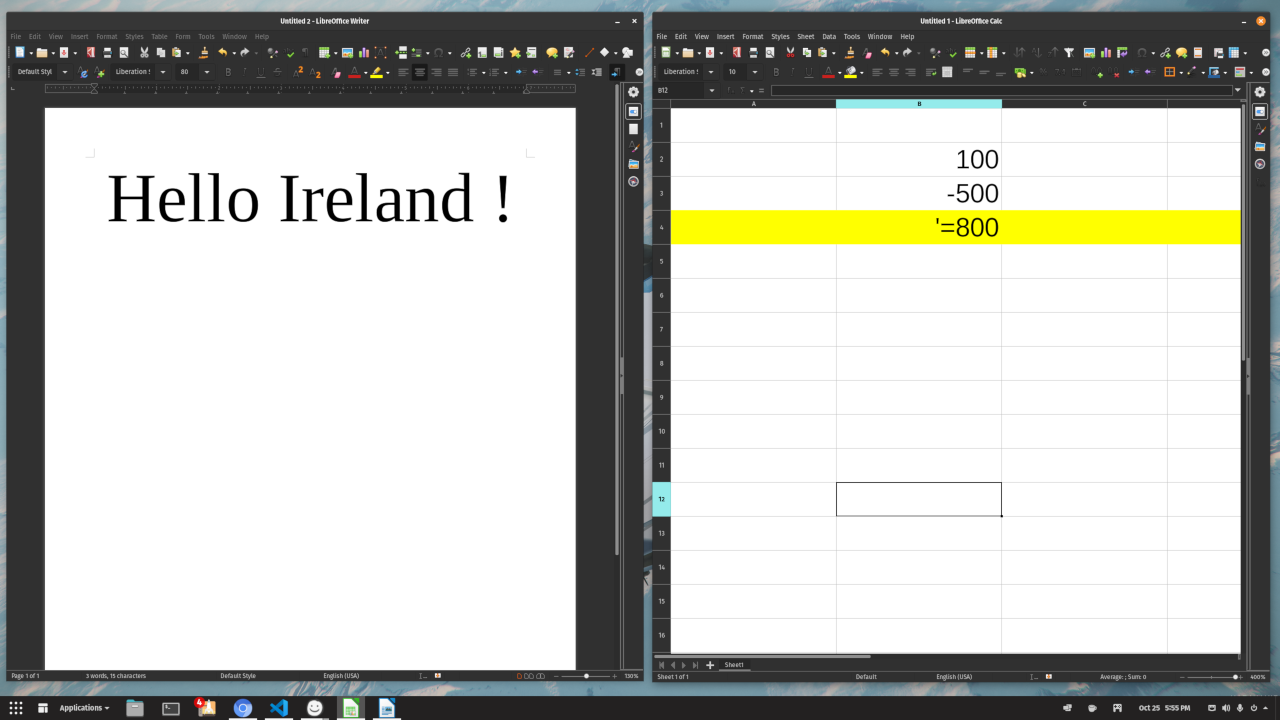 Untitled 2 - LibreOffice Writer
File Edit View Insert Format Styles Table Form Tools Window Help
Default Styl Liberation S 80
Hello Ireland !
Page 1 of 1 3 words, 15 characters Default Style English (USA) 130%
Untitled 1 - LibreOffice Calc
File Edit View Insert Format Styles Sheet Data Tools Window Help
Liberation S 10
B12 =
A B C
1
2 100
3 -500
4 '=800
5
6
7
8
9
10
11
12
13
14
15
16
Sheet1
Sheet 1 of 1 Default English (USA) Average: ; Sum: 0 400%
Applications 4 Oct 25 5:55 PM